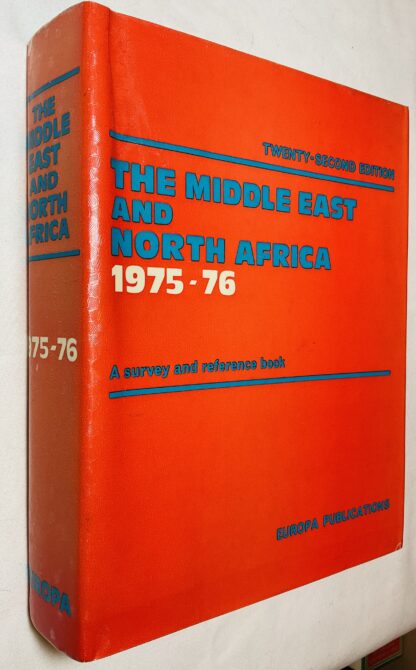 TWENTY-SECOND EDITION
THE MIDDLE EAST
AND
NORTH AFRICA
1975-76
A survey and reference book
EUROPA PUBLICATIONS
THE
MIDDLE
EAST
AND
NORTH
AFRICA
1975-76
EUROPA